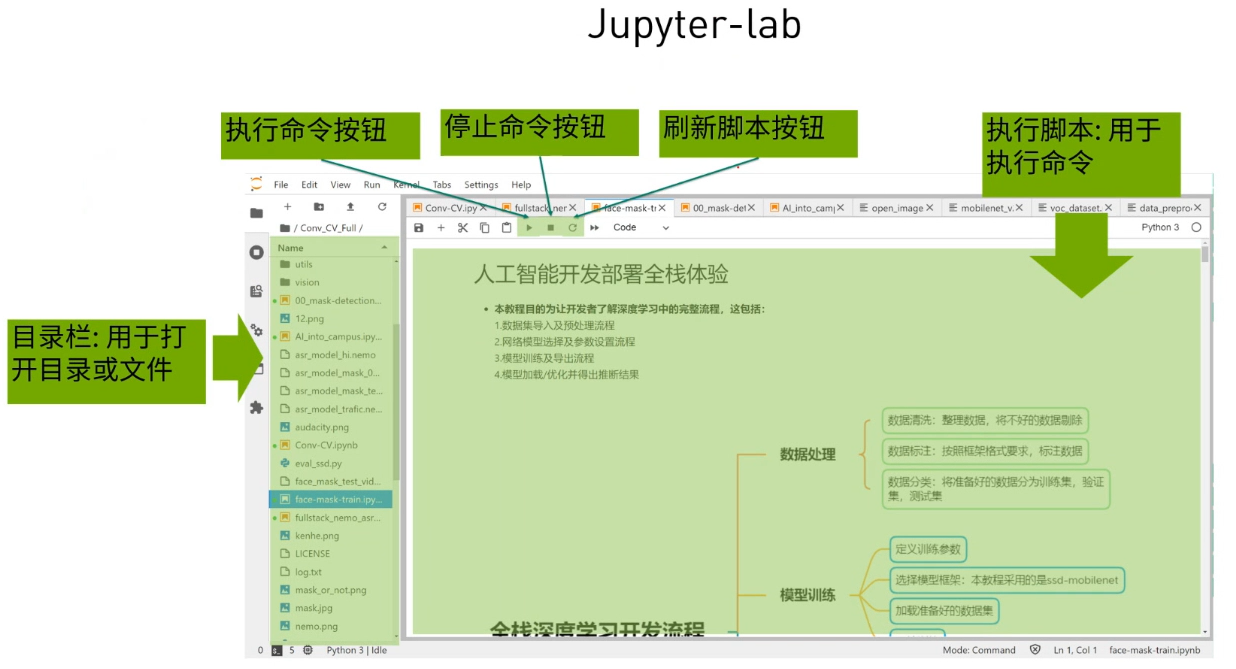 Jupyter-lab
执行命令按钮
停止命令按钮
刷新脚本按钮
执行脚本: 用于
执行命令
File Edit View Run Kernel Tabs Settings Help
Conv-CV.ipy
fullstack_ner
face-mask-tr
00_mask-det
AI_into_camp
open_image
mobilenet_v.
voc_dataset.
data_prepro
Code
Python 3
/ Conv_CV_Full /
Name
utils
vision
00_mask-detection...
12.png
AI_into_campus.ipy...
asr_model_hi.nemo
asr_model_mask_0...
asr_model_mask_te...
asr_model_trafic.ne...
audacity.png
Conv-CV.ipynb
eval_ssd.py
face_mask_test_vid...
face-mask-train.ipy...
fullstack_nemo_asr...
kenhe.png
LICENSE
log.txt
mask_or_not.png
mask.jpg
nemo.png
目录栏: 用于打
开目录或文件
人工智能开发部署全栈体验
• 本教程目的为让开发者了解深度学习中的完整流程，这包括：
1.数据集导入及预处理流程
2.网络模型选择及参数设置流程
3.模型训练及导出流程
4.模型加载/优化并得出推断结果
数据处理
数据清洗：整理数据，将不好的数据剔除
数据标注：按照框架格式要求，标注数据
数据分类：将准备好的数据分为训练集，验证
集，测试集
模型训练
定义训练参数
选择模型框架：本教程采用的是ssd-mobilenet
加载准备好的数据集
全栈深度学习开发流程
0 5 Python 3 | Idle
Mode: Command Ln 1, Col 1 face-mask-train.ipynb